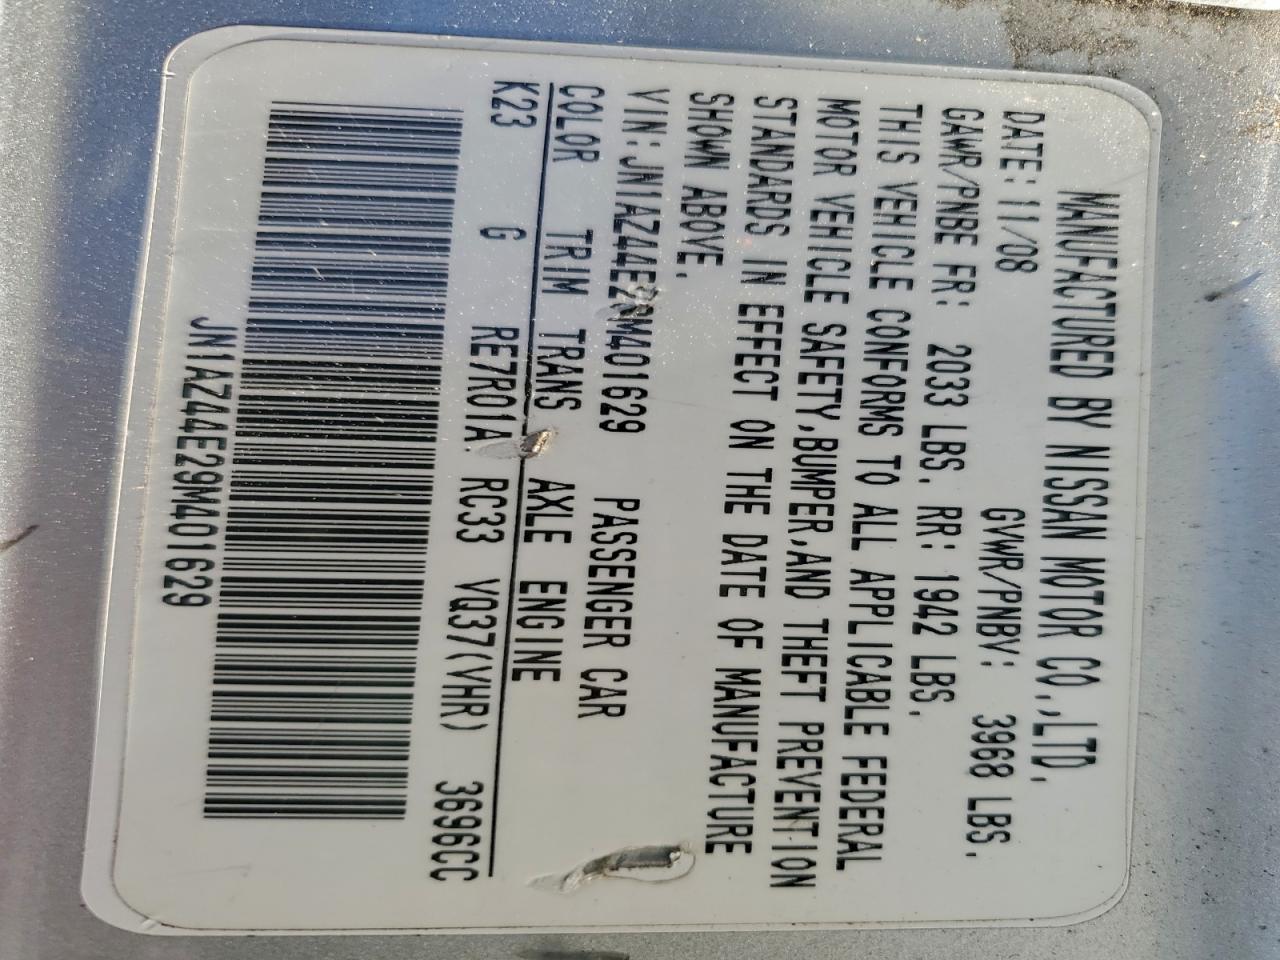 MANUFACTURED BY NISSAN MOTOR CO.,LTD.
DATE: 11/08 GVWR/PNBV: 3968 LBS.
GAWR/PNBE FR: 2033 LBS. RR: 1942 LBS.
THIS VEHICLE CONFORMS TO ALL APPLICABLE FEDERAL
MOTOR VEHICLE SAFETY,BUMPER,AND THEFT PREVENTION
STANDARDS IN EFFECT ON THE DATE OF MANUFACTURE
SHOWN ABOVE.
VIN:JN1AZ44E29M401629 PASSENGER CAR
COLOR TRIM TRANS AXLE ENGINE
K23 G RE7R01A RC33 VQ37(VHR) 3696CC
JN1AZ44E29M401629